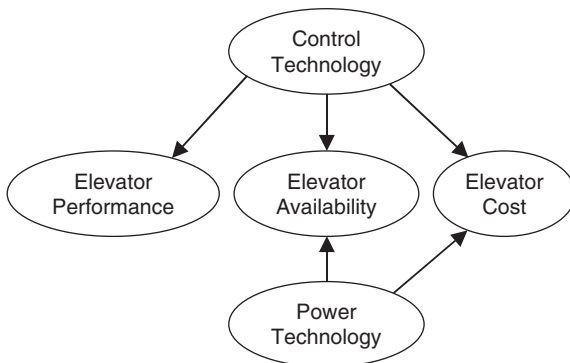 Control
Technology
Elevator
Performance
Elevator
Availability
Elevator
Cost
Power
Technology